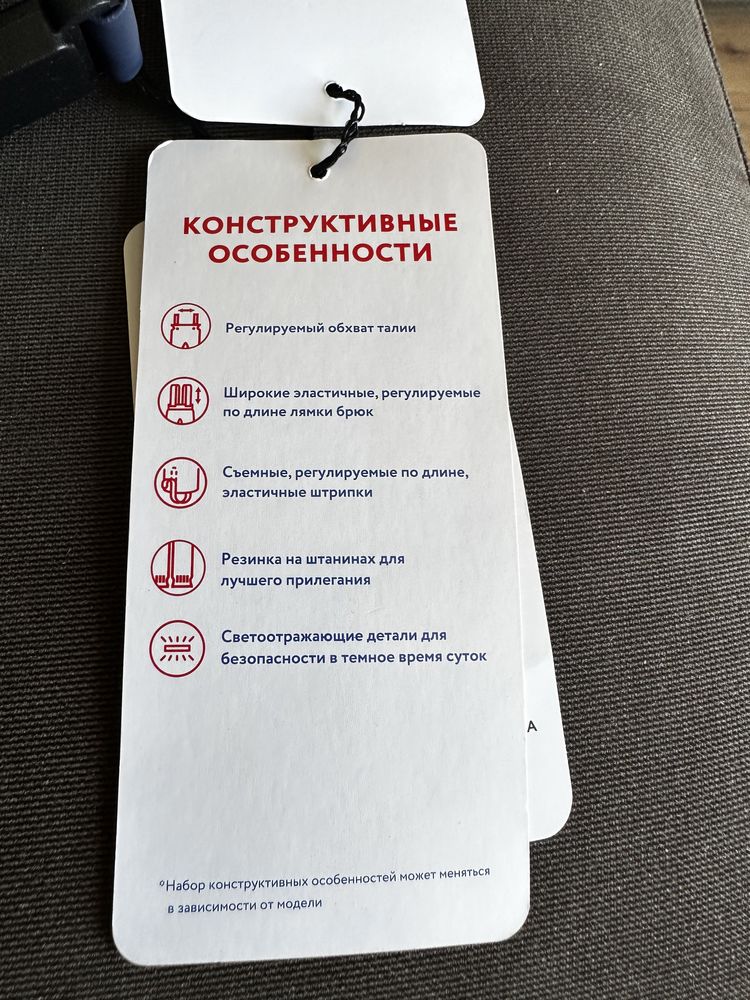 КОНСТРУКТИВНЫЕ
ОСОБЕННОСТИ
Регулируемый обхват талии
Широкие эластичные, регулируемые
по длине лямки брюк
Съемные, регулируемые по длине,
эластичные штрипки
Резинка на штанинах для
лучшего прилегания
Светоотражающие детали для
безопасности в темное время суток
А
*Набор конструктивных особенностей может меняться
в зависимости от модели